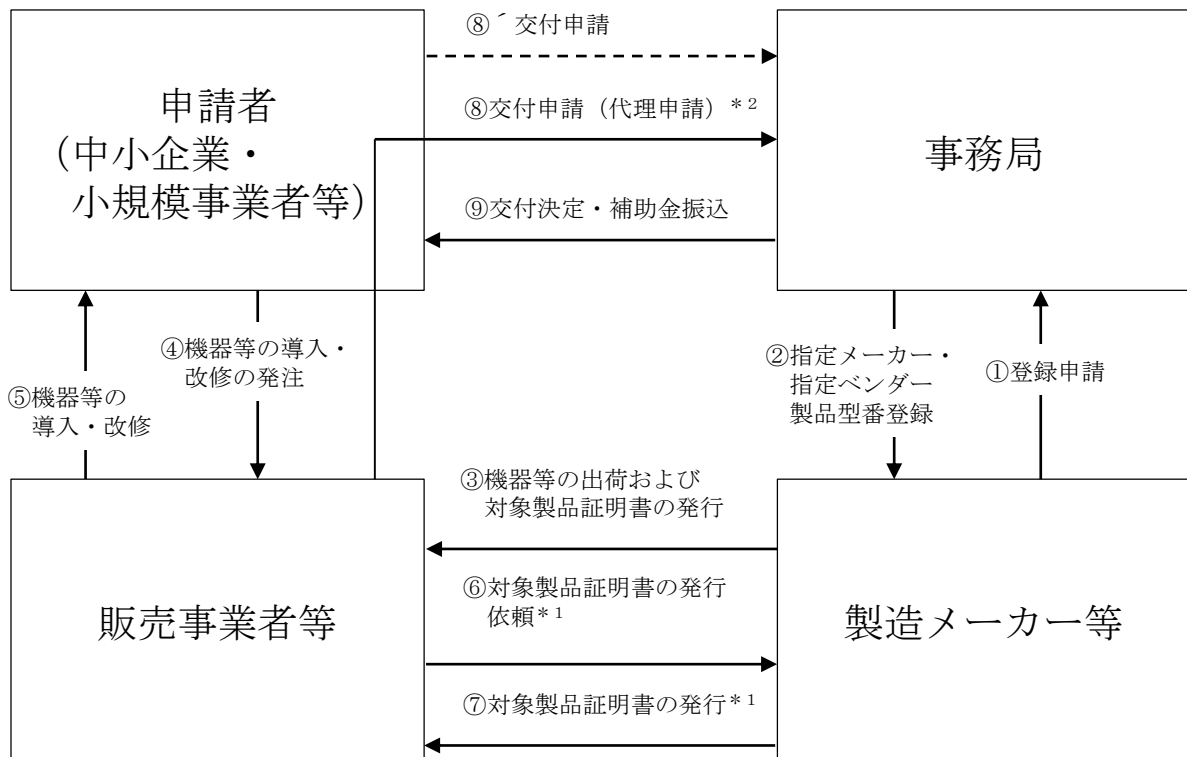 ⑧´交付申請
申請者
（中小企業・
小規模事業者等）
⑧交付申請（代理申請）＊２
事務局
⑨交付決定・補助金振込
④機器等の導入・
改修の発注
⑤機器等の
導入・改修
②指定メーカー・
指定ベンダー
製品型番登録
①登録申請
③機器等の出荷および
対象製品証明書の発行
⑥対象製品証明書の発行
依頼＊１
販売事業者等
製造メーカー等
⑦対象製品証明書の発行＊１